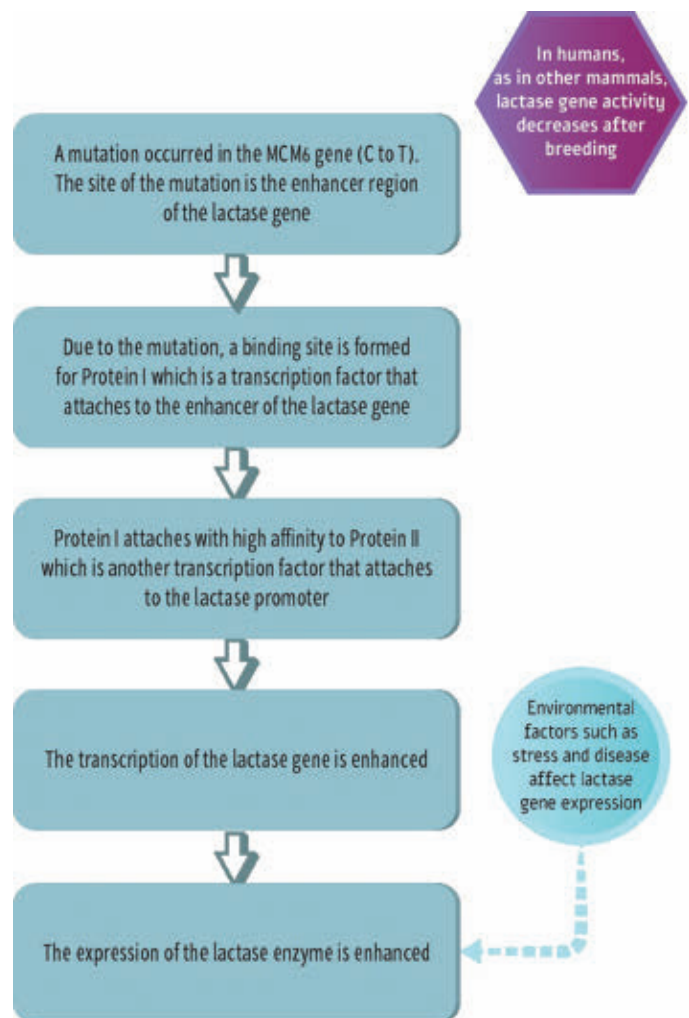 In humans,
as in other mammals,
lactase gene activity
decreases after
breeding
A mutation occurred in the MCM6 gene (C to T).
The site of the mutation is the enhancer region
of the lactase gene
Due to the mutation, a binding site is formed
for Protein I which is a transcription factor that
attaches to the enhancer of the lactase gene
Protein I attaches with high affinity to Protein II
which is another transcription factor that attaches
to the lactase promoter
The transcription of the lactase gene is enhanced
Environmental
factors such as
stress and disease
affect lactase
gene expression
The expression of the lactase enzyme is enhanced